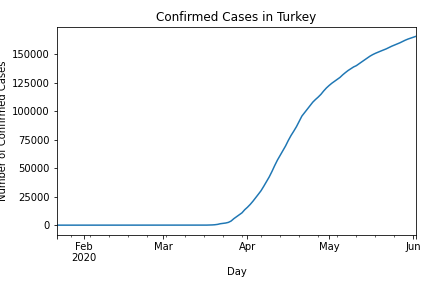 Confirmed Cases in Turkey
Number of Confirmed Cases
150000
125000
100000
75000
50000
25000
0
Feb
2020
Mar
Apr
May
Jun
Day